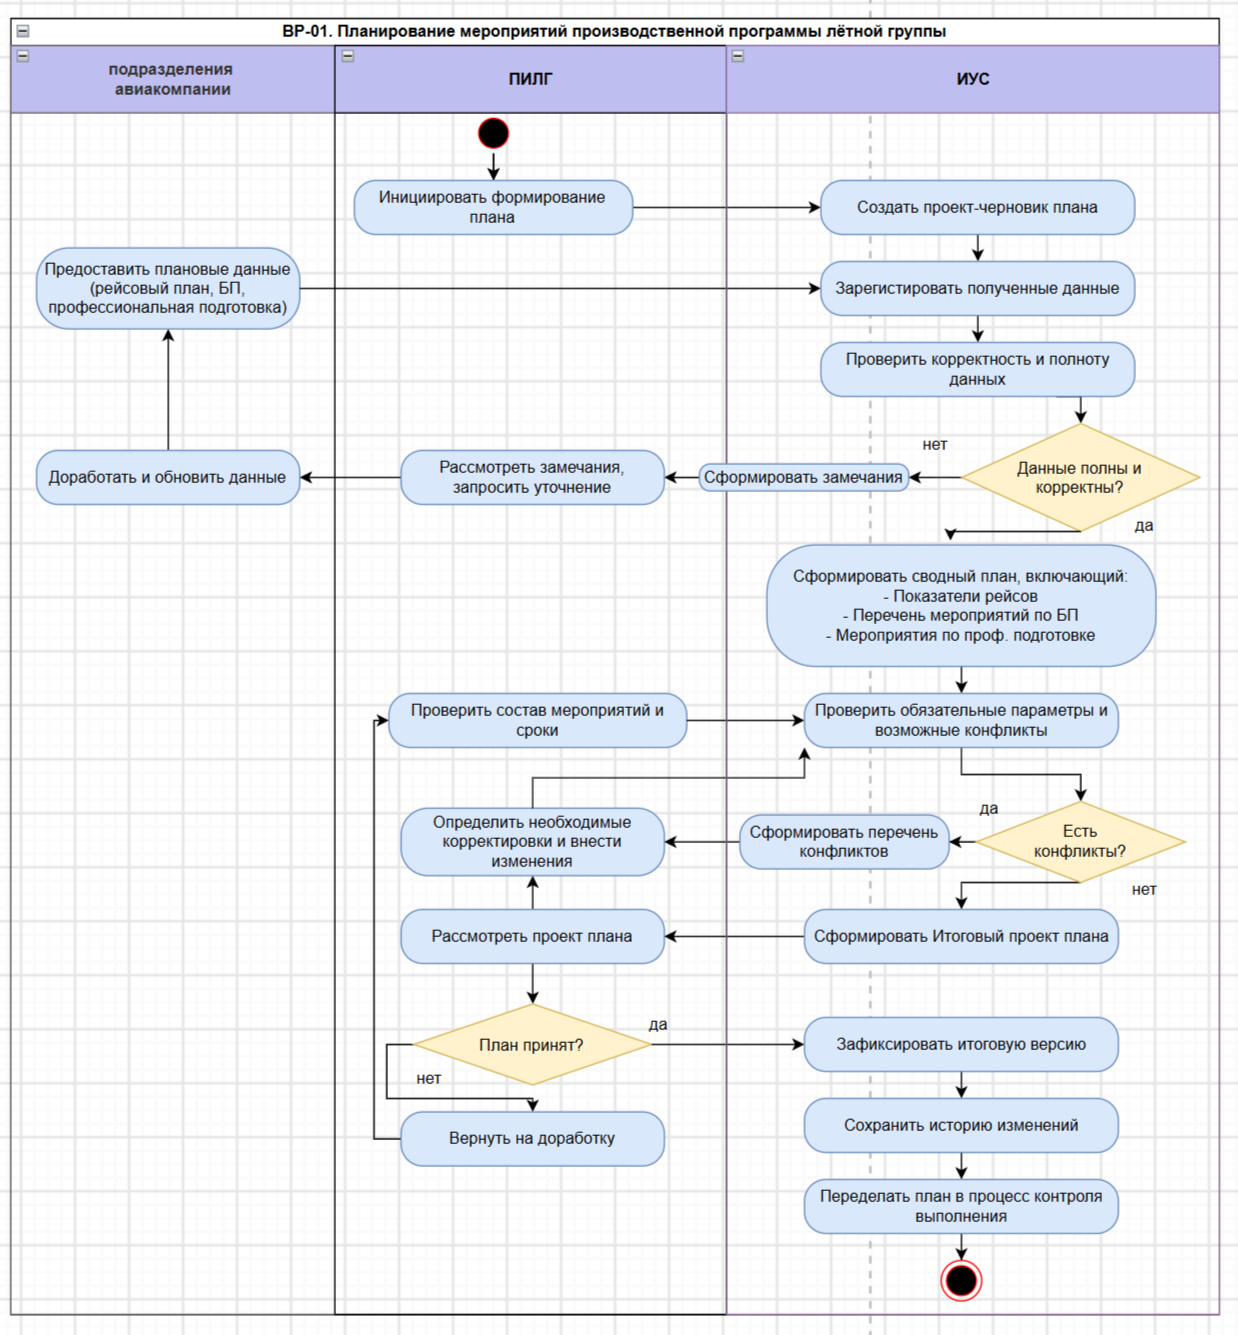 BP-01. Планирование мероприятий производственной программы лётной группы
подразделения
авиакомпании
ПИЛГ
ИУС
Инициировать формирование
плана
Создать проект-черновик плана
Предоставить плановые данные
(рейсовый план, БП,
профессиональная подготовка)
Зарегистировать полученные данные
Проверить корректность и полноту
данных
нет
Данные полны и
корректны?
Сформировать замечания
Рассмотреть замечания,
запросить уточнение
Доработать и обновить данные
да
Сформировать сводный план, включающий:
- Показатели рейсов
- Перечень мероприятий по БП
- Мероприятия по проф. подготовке
Проверить состав мероприятий и
сроки
Проверить обязательные параметры и
возможные конфликты
да
Есть
конфликты?
Сформировать перечень
конфликтов
Определить необходимые
корректировки и внести
изменения
нет
Рассмотреть проект плана
Сформировать Итоговый проект плана
да
План принят?
Зафиксировать итоговую версию
нет
Вернуть на доработку
Сохранить историю изменений
Переделать план в процесс контроля
выполнения